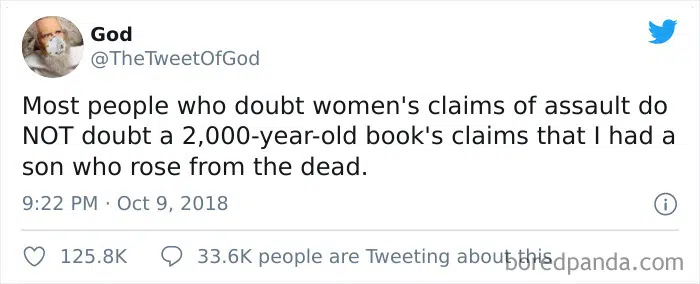 God
@TheTweetOfGod
Most people who doubt women's claims of assault do
NOT doubt a 2,000-year-old book's claims that I had a
son who rose from the dead.
9:22 PM · Oct 9, 2018
125.8K 33.6K people are Tweeting about this
boredpanda.com